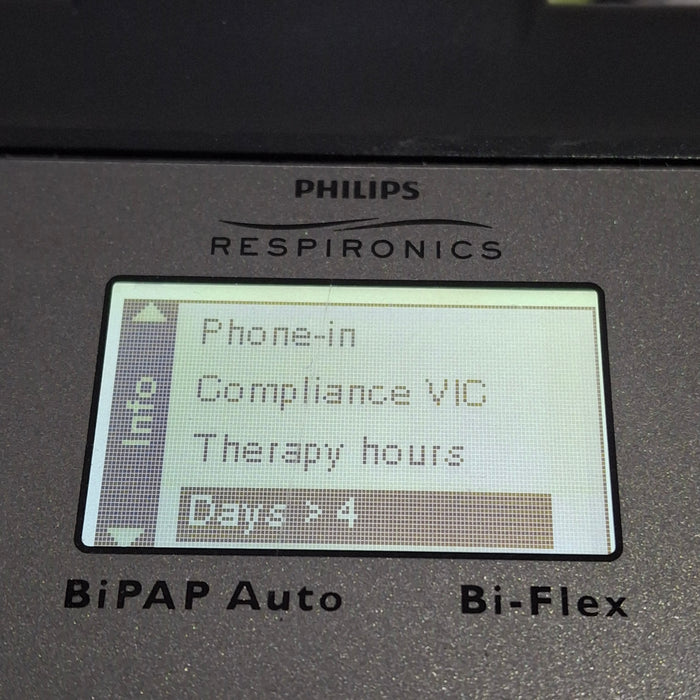 PHILIPS
RESPIRONICS
Info
Phone-in
Compliance VIC
Therapy hours
Days > 4
BiPAP Auto Bi-Flex